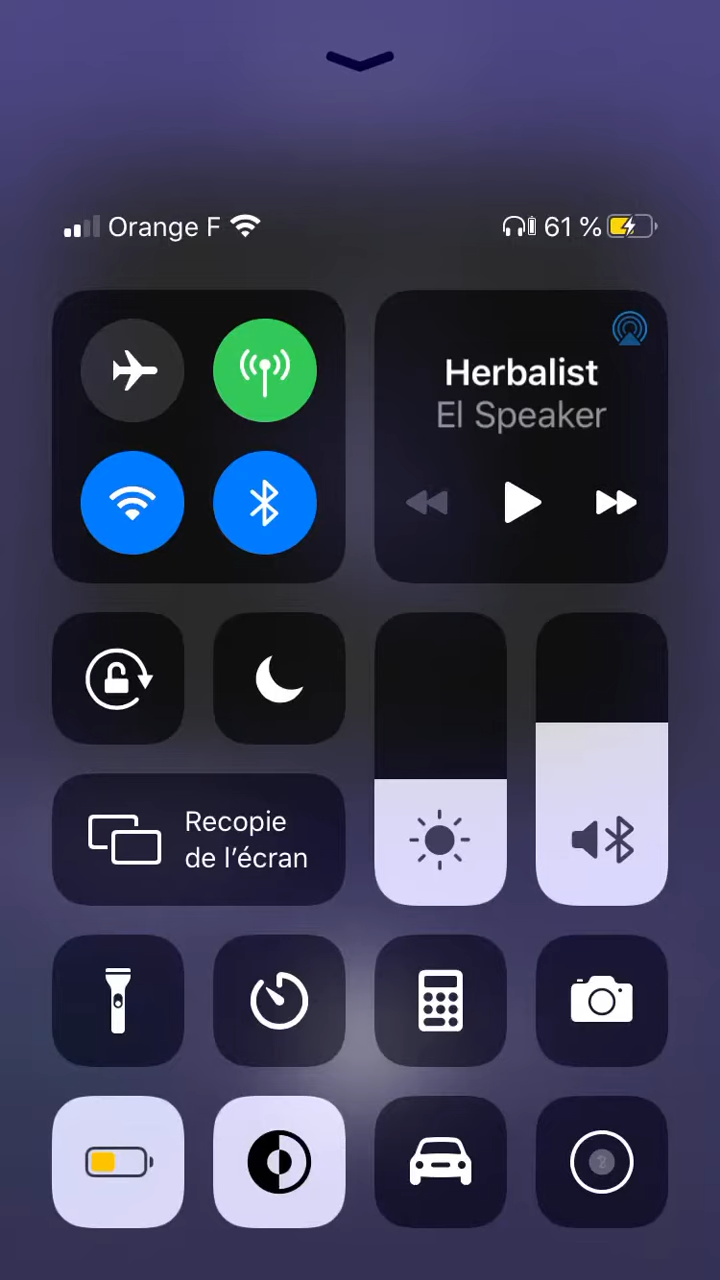 Orange F
61 %
Herbalist
El Speaker
Recopie
de l’écran